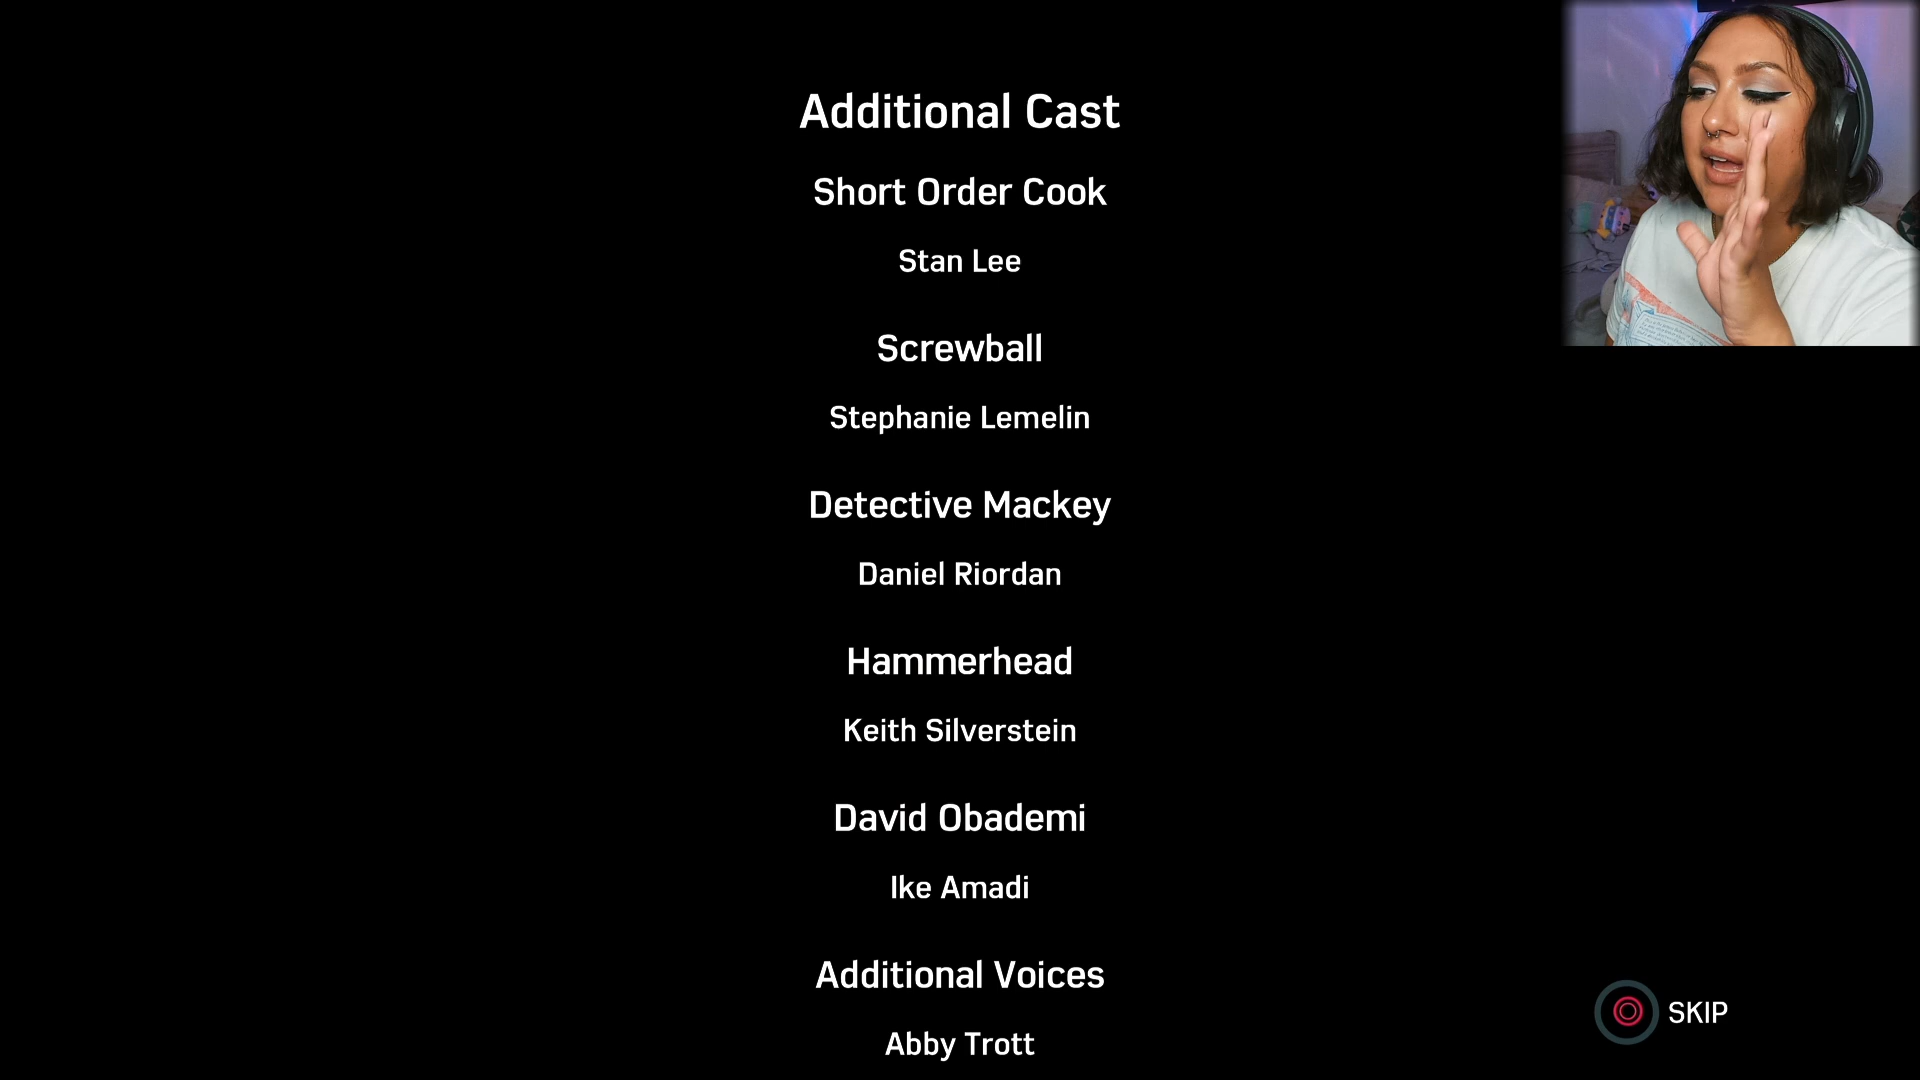 Additional Cast
Short Order Cook
Stan Lee
Screwball
Stephanie Lemelin
Detective Mackey
Daniel Riordan
Hammerhead
Keith Silverstein
David Obademi
Ike Amadi
Additional Voices
Abby Trott
SKIP